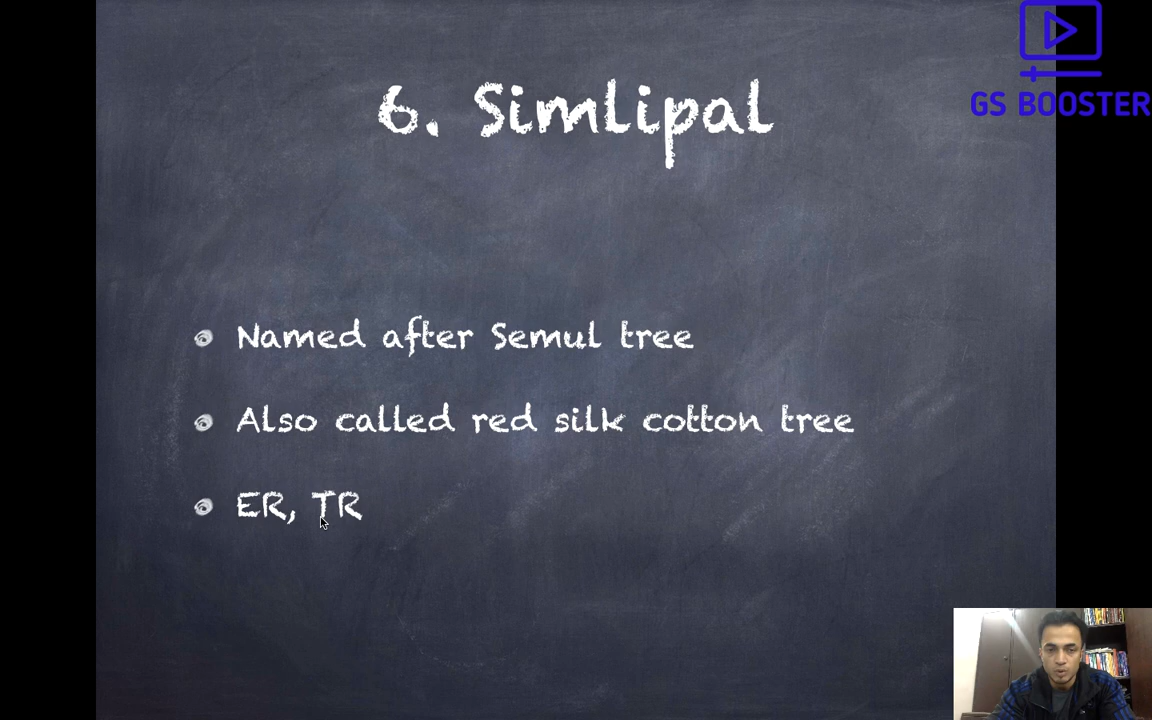 GS BOOSTER
6. Simlipal
Named after Semul tree
Also called red silk cotton tree
ER, TR